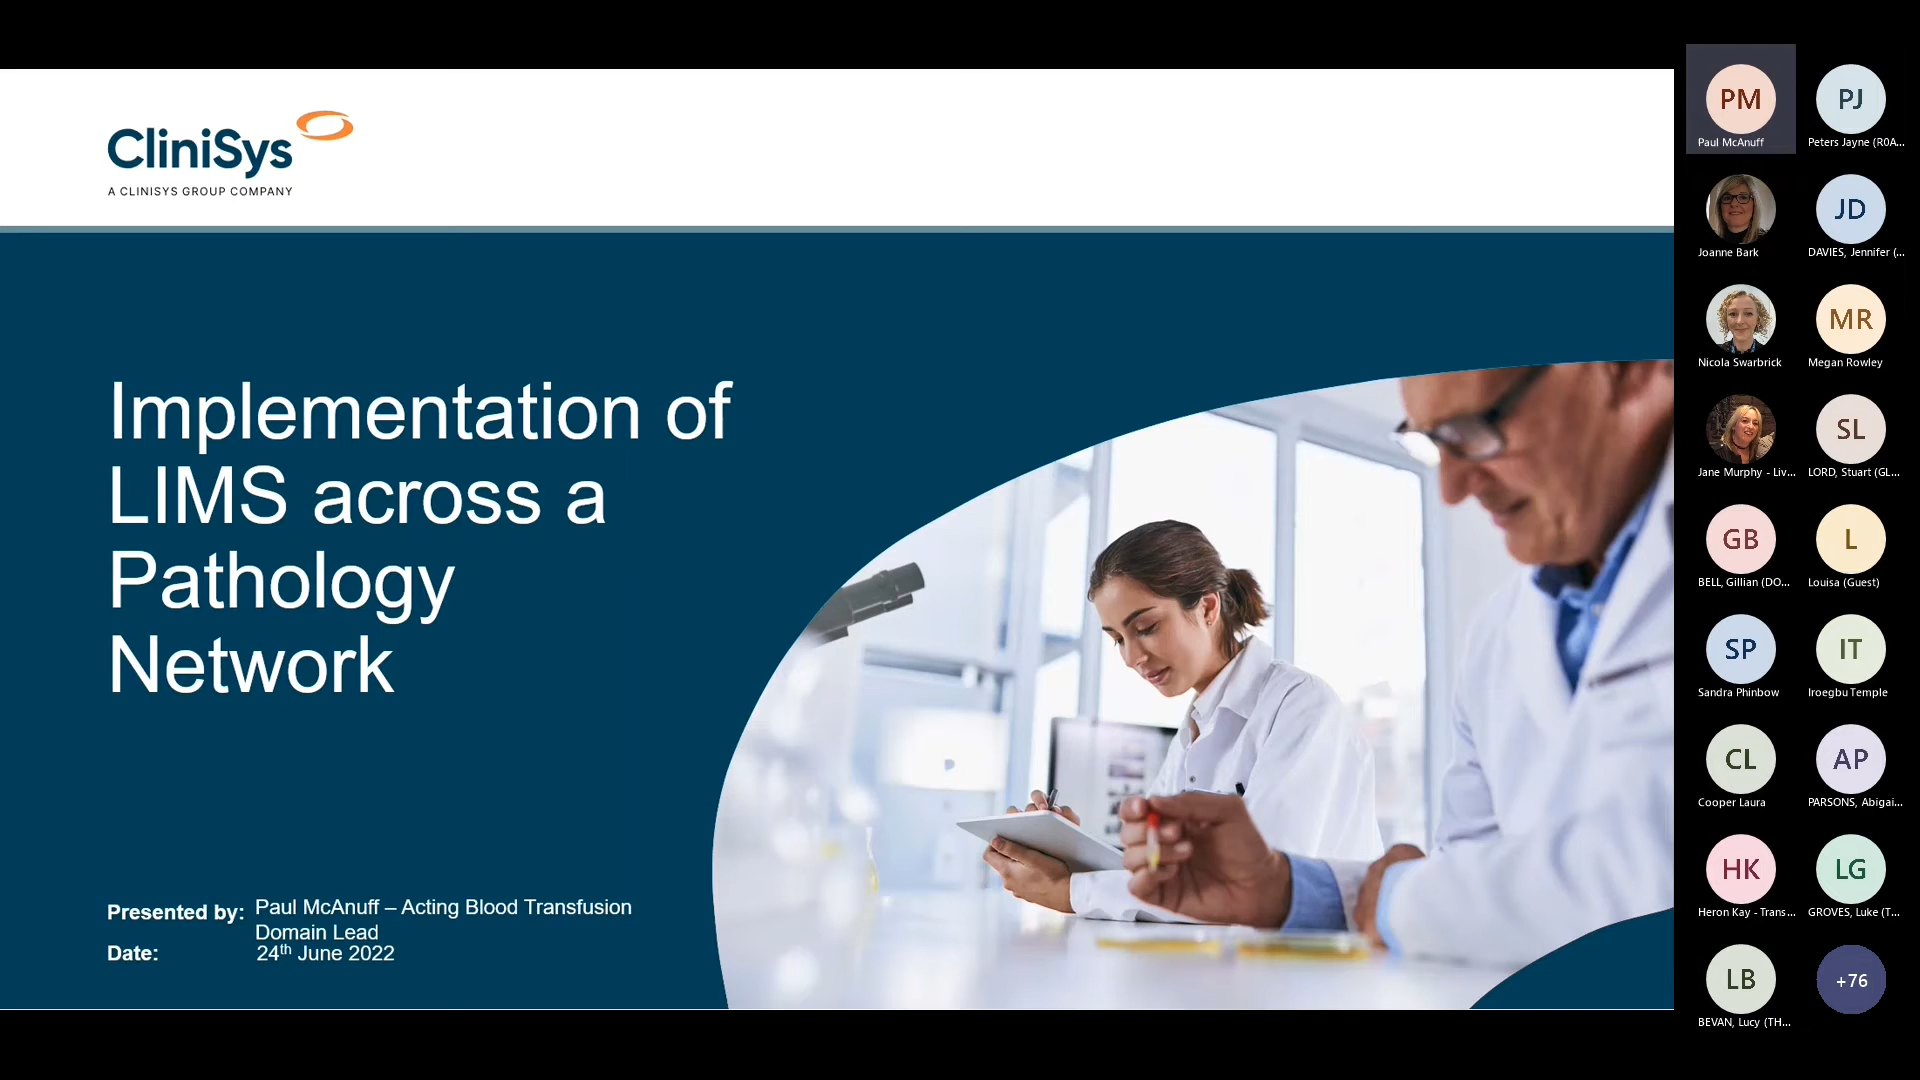 CliniSys
A CLINISYS GROUP COMPANY
Implementation of
LIMS across a
Pathology
Network
Presented by: Paul McAnuff – Acting Blood Transfusion
Domain Lead
Date: 24th June 2022
PM
Paul McAnuff
PJ
Peters Jayne (R0A...
Joanne Bark
JD
DAVIES, Jennifer (...
Nicola Swarbrick
MR
Megan Rowley
Jane Murphy - Liv...
SL
LORD, Stuart (GL...
GB
BELL, Gillian (DO...
L
Louisa (Guest)
SP
Sandra Phinbow
IT
Iroegbu Temple
CL
Cooper Laura
AP
PARSONS, Abigai...
HK
Heron Kay - Trans...
LG
GROVES, Luke (T...
LB
BEVAN, Lucy (TH...
+76